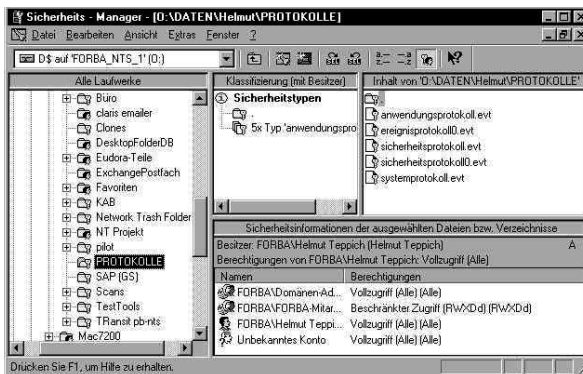 Sicherheits - Manager - [O:\DATEN\Helmut\PROTOKOLLE]
Datei Bearbeiten Ansicht Extras Fenster ?
D$ auf 'FORBA_NTS_1' (O:)
Alle Laufwerke
Büro
claris emailer
Clones
DesktopFolderDB
Eudora-Teile
ExchangePostfach
Favoriten
KAB
Network Trash Folder
NT Projekt
pilot
PROTOKOLLE
SAP (GS)
Scans
TestTools
TRansit pb-nts
Mac7200
Klassifizierung (mit Besitzer)
Sicherheitstypen
.
5x Typ 'anwendungspro
Inhalt von 'O:\DATEN\Helmut\PROTOKOLLE'
.
anwendungsprotokoll.evt
ereignisprotokoll0.evt
sicherheitsprotokoll.evt
sicherheitsprotokoll0.evt
systemprotokoll.evt
Sicherheitsinformationen der ausgewählten Dateien bzw. Verzeichnisse
Besitzer: FORBA\Helmut Teppich (Helmut Teppich) A
Berechtigungen von FORBA\Helmut Teppich: Vollzugriff (Alle)
Namen Berechtigungen
FORBA\Domänen-Ad... Vollzugriff (Alle) (Alle)
FORBA\FORBA-Mitar... Beschränkter Zugriff (RWXDd) (RWXDd)
FORBA\Helmut Teppi... Vollzugriff (Alle) (Alle)
Unbekanntes Konto Vollzugriff (Alle) (Alle)
Drücken Sie F1, um Hilfe zu erhalten.